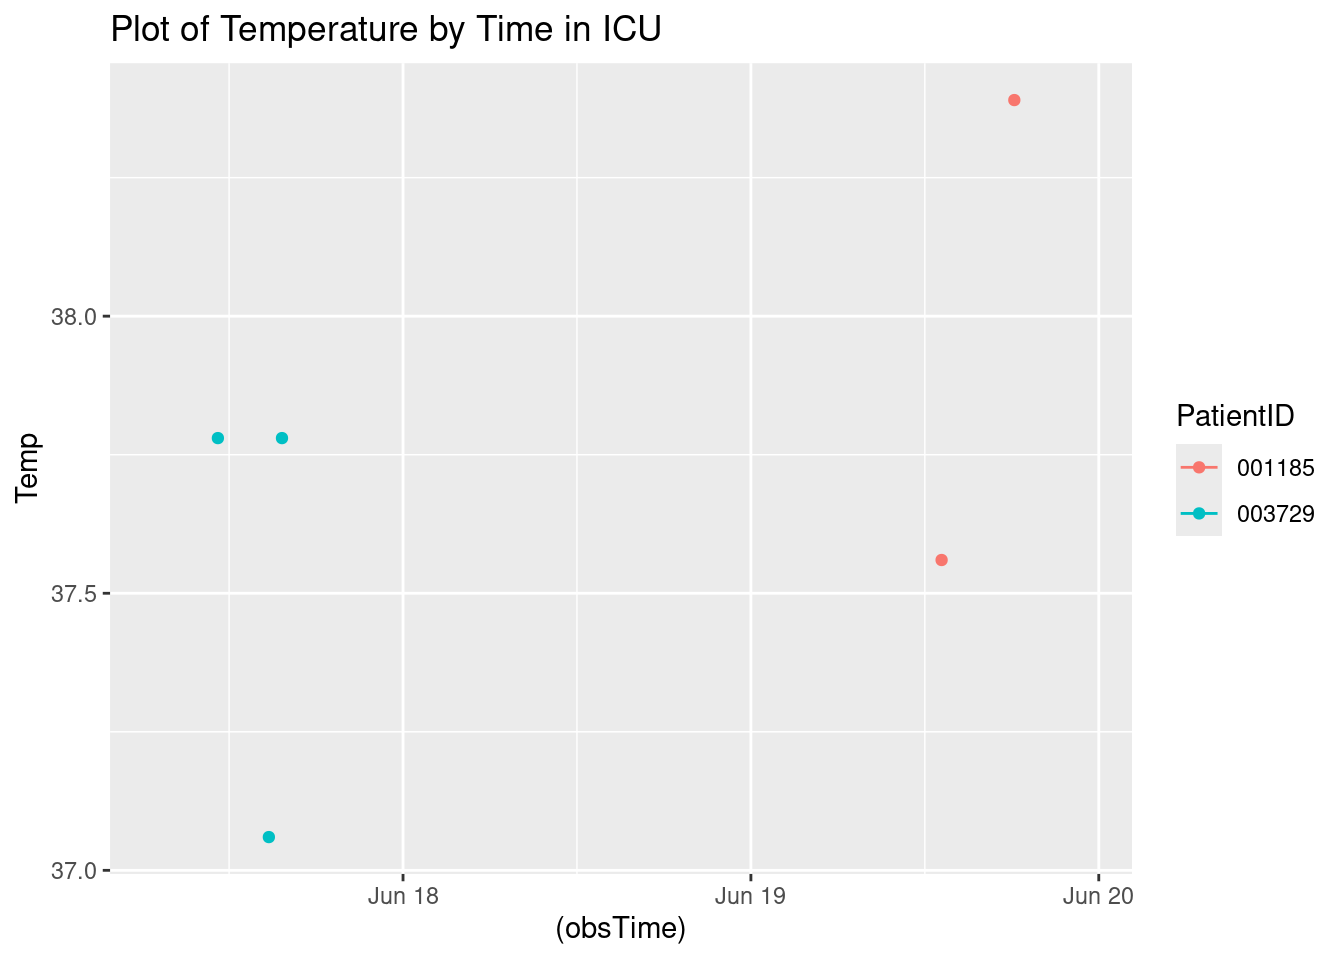 Plot of Temperature by Time in ICU
38.0
37.5
37.0
Temp
Jun 18
Jun 19
Jun 20
(obsTime)
PatientID
001185
003729